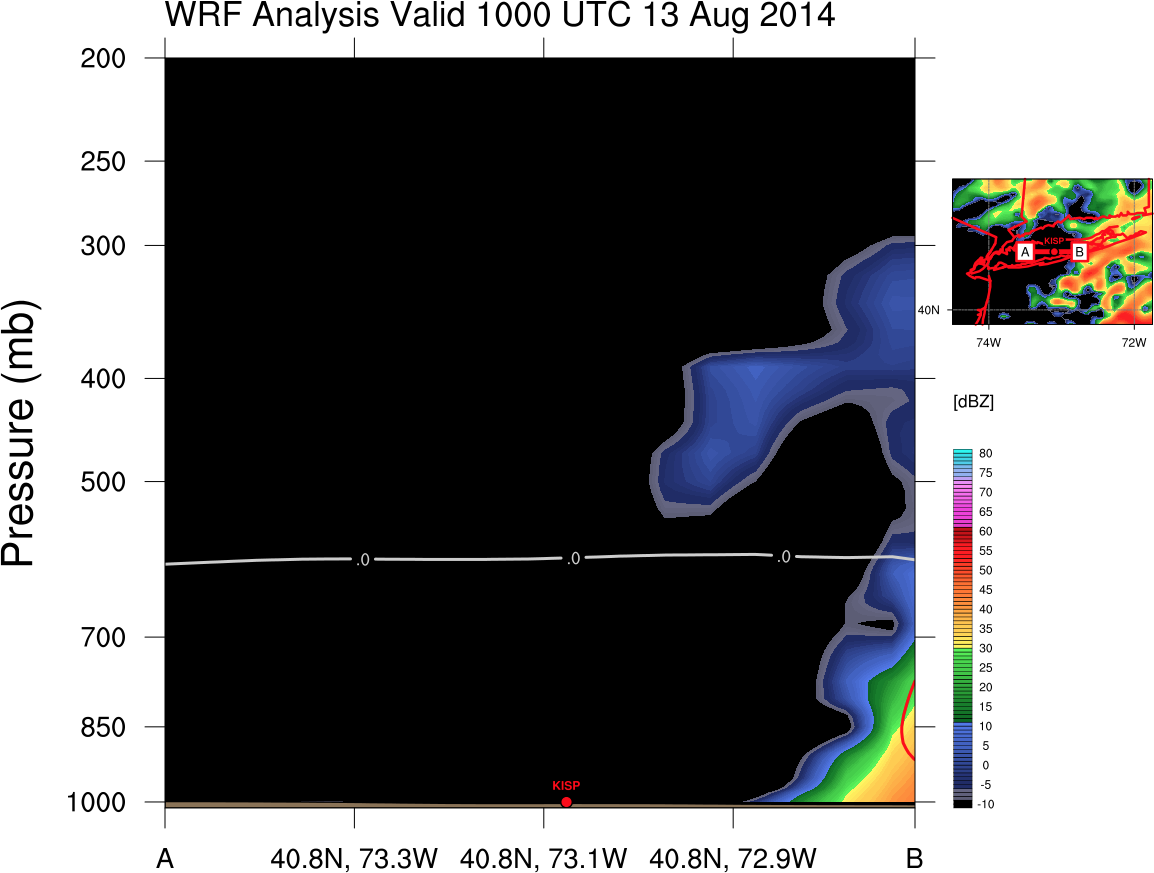 WRF Analysis Valid 1000 UTC 13 Aug 2014
Pressure (mb)
200
250
300
400
500
700
850
1000
.0 .0 .0
KISP
A 40.8N, 73.3W 40.8N, 73.1W 40.8N, 72.9W B
KISP
A B
40N
74W 72W
[dBZ]
80
75
70
65
60
55
50
45
40
35
30
25
20
15
10
5
0
-5
-10